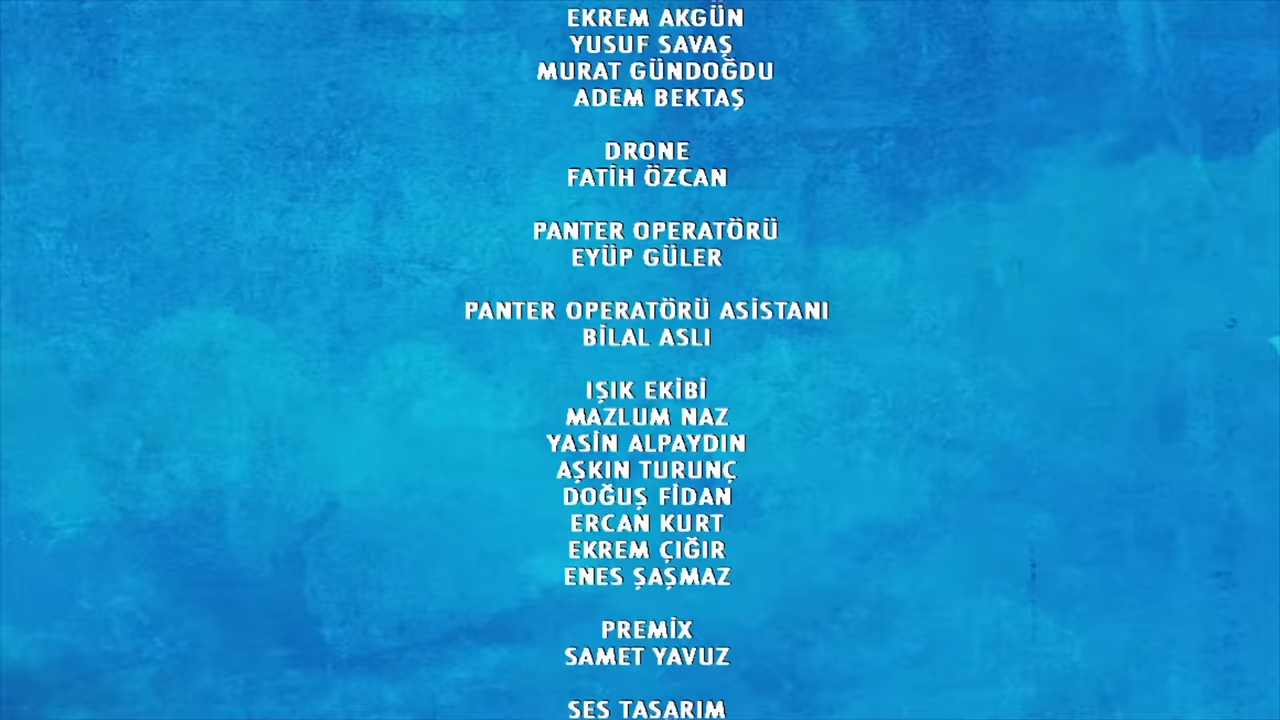 EKREM AKGÜN
YUSUF SAVAŞ
MURAT GÜNDOĞDU
ADEM BEKTAŞ
DRONE
FATİH ÖZCAN
PANTER OPERATÖRÜ
EYÜP GÜLER
PANTER OPERATÖRÜ ASİSTANI
BİLAL ASLI
IŞIK EKİBİ
MAZLUM NAZ
YASİN ALPAYDIN
AŞKIN TURUNÇ
DOĞUŞ FİDAN
ERCAN KURT
EKREM ÇIĞIR
ENES ŞAŞMAZ
PREMİX
SAMET YAVUZ
SES TASARIM